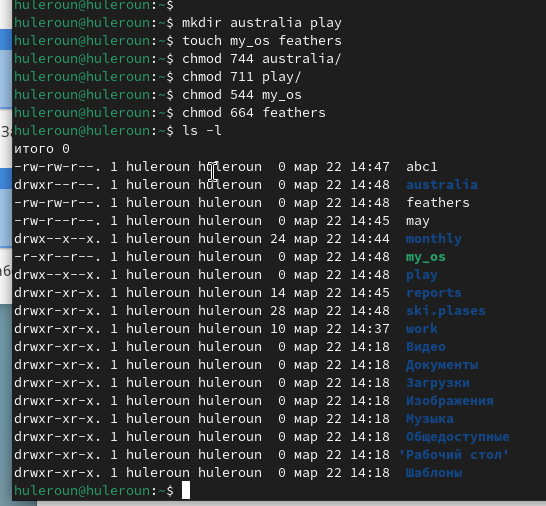 huleroun@huleroun:~$
huleroun@huleroun:~$ mkdir australia play
huleroun@huleroun:~$ touch my_os feathers
huleroun@huleroun:~$ chmod 744 australia/
huleroun@huleroun:~$ chmod 711 play/
huleroun@huleroun:~$ chmod 544 my_os
huleroun@huleroun:~$ chmod 664 feathers
huleroun@huleroun:~$ ls -l
итого 0
-rw-rw-r--. 1 huleroun huleroun  0 мар 22 14:47  abc1
drwxr--r--. 1 huleroun huleroun  0 мар 22 14:48  australia
-rw-rw-r--. 1 huleroun huleroun  0 мар 22 14:48  feathers
-rw-r--r--. 1 huleroun huleroun  0 мар 22 14:45  may
drwx--x--x. 1 huleroun huleroun 24 мар 22 14:44  monthly
-r-xr--r--. 1 huleroun huleroun  0 мар 22 14:48  my_os
drwx--x--x. 1 huleroun huleroun  0 мар 22 14:48  play
drwxr-xr-x. 1 huleroun huleroun 14 мар 22 14:45  reports
drwxr-xr-x. 1 huleroun huleroun 28 мар 22 14:48  ski.plases
drwxr-xr-x. 1 huleroun huleroun 10 мар 22 14:37  work
drwxr-xr-x. 1 huleroun huleroun  0 мар 22 14:18  Видео
drwxr-xr-x. 1 huleroun huleroun  0 мар 22 14:18  Документы
drwxr-xr-x. 1 huleroun huleroun  0 мар 22 14:18  Загрузки
drwxr-xr-x. 1 huleroun huleroun  0 мар 22 14:18  Изображения
drwxr-xr-x. 1 huleroun huleroun  0 мар 22 14:18  Музыка
drwxr-xr-x. 1 huleroun huleroun  0 мар 22 14:18  Общедоступные
drwxr-xr-x. 1 huleroun huleroun  0 мар 22 14:18 'Рабочий стол'
drwxr-xr-x. 1 huleroun huleroun  0 мар 22 14:18  Шаблоны
huleroun@huleroun:~$